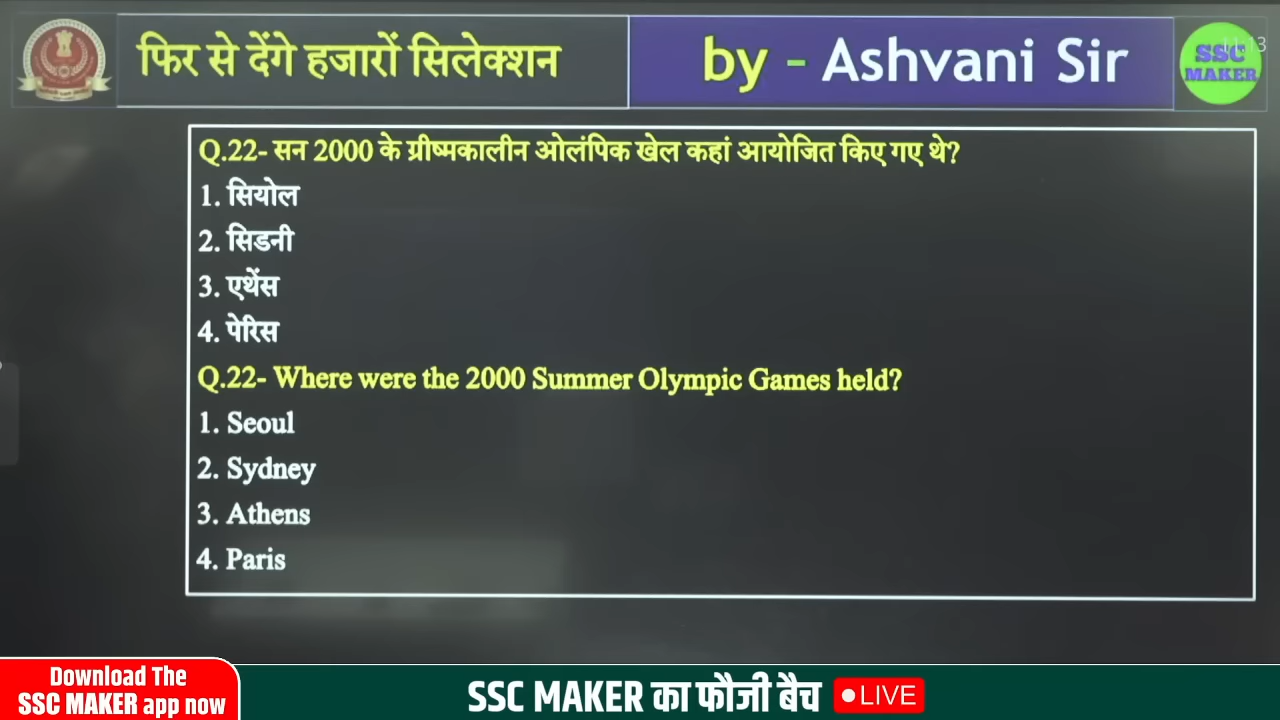 फिर से देंगे हजारों सिलेक्शन
by - Ashvani Sir
SSC
MAKER
Q.22- सन 2000 के ग्रीष्मकालीन ओलंपिक खेल कहां आयोजित किए गए थे?
1. सियोल
2. सिडनी
3. एथेंस
4. पेरिस
Q.22- Where were the 2000 Summer Olympic Games held?
1. Seoul
2. Sydney
3. Athens
4. Paris
Download The
SSC MAKER app now
SSC MAKER का फौजी बैच
LIVE